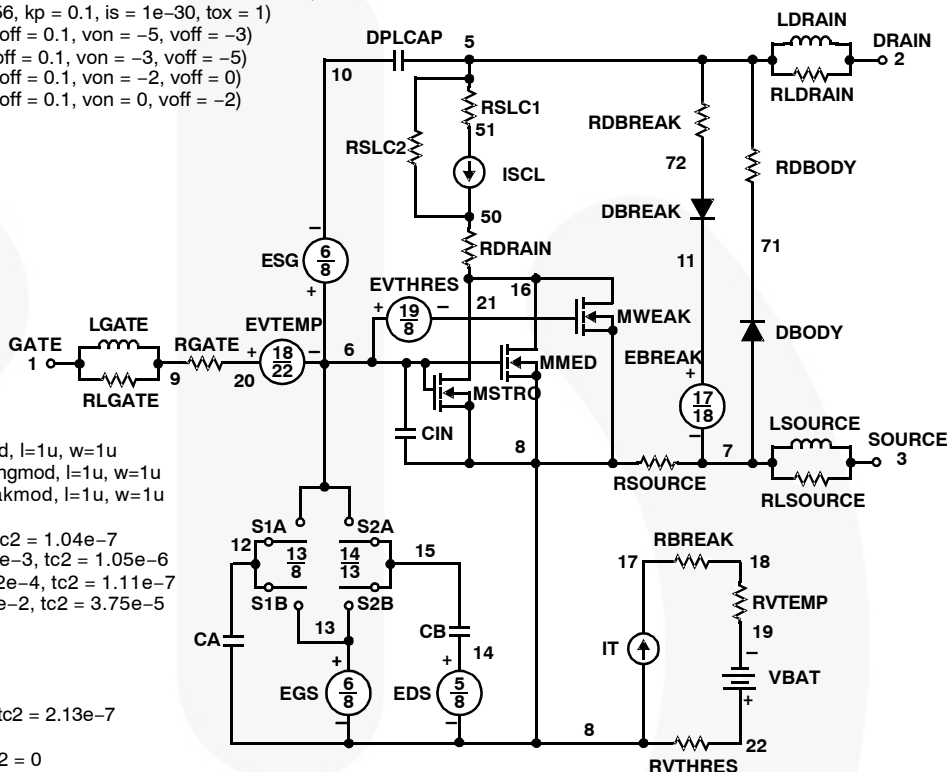 56, kp = 0.1, is = 1e−30, tox = 1)
off = 0.1, von = −5, voff = −3)
off = 0.1, von = −3, voff = −5)
off = 0.1, von = −2, voff = 0)
off = 0.1, von = 0, voff = −2)
LDRAIN
DPLCAP
5
DRAIN
2
10
RLDRAIN
RSLC1
51
RDBREAK
RSLC2
72
RDBODY
ISCL
DBREAK
50
−
RDRAIN
71
ESG
6
8
11
+
EVTHRES
16
21
+
19
8
−
MWEAK
LGATE
EVTEMP
DBODY
GATE
1
RGATE
+
18
22
−
6
MMED
EBREAK
+
9
20
RLGATE
MSTRO
17
18
−
LSOURCE
CIN
8
7
SOURCE
3
d, l=1u, w=1u
ngmod, l=1u, w=1u
akmod, l=1u, w=1u
RSOURCE
RLSOURCE
S1A
S2A
tc2 = 1.04e−7
e−3, tc2 = 1.05e−6
2e−4, tc2 = 1.11e−7
e−2, tc2 = 3.75e−5
12
13
8
14
13
15
RBREAK
17
18
S1B
S2B
RVTEMP
13
CB
19
CA
14
IT
−
+
+
VBAT
EGS
6
8
EDS
5
8
+
−
−
tc2 = 2.13e−7
8
22
2 = 0
RVTHRES